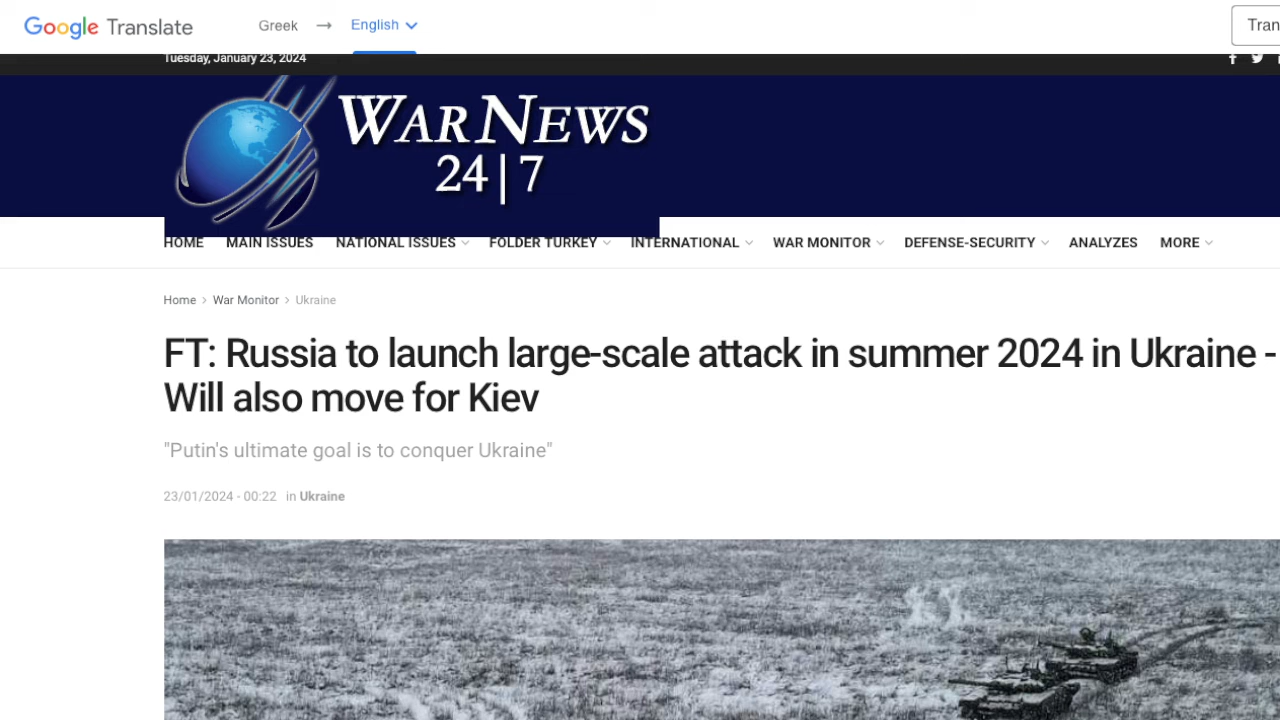 Google Translate Greek → English
Tran
Tuesday, January 23, 2024
WARNEWS
24|7
HOME MAIN ISSUES NATIONAL ISSUES FOLDER TURKEY INTERNATIONAL WAR MONITOR DEFENSE-SECURITY ANALYZES MORE
Home > War Monitor > Ukraine
FT: Russia to launch large-scale attack in summer 2024 in Ukraine -
Will also move for Kiev
"Putin's ultimate goal is to conquer Ukraine"
23/01/2024 - 00:22 in Ukraine